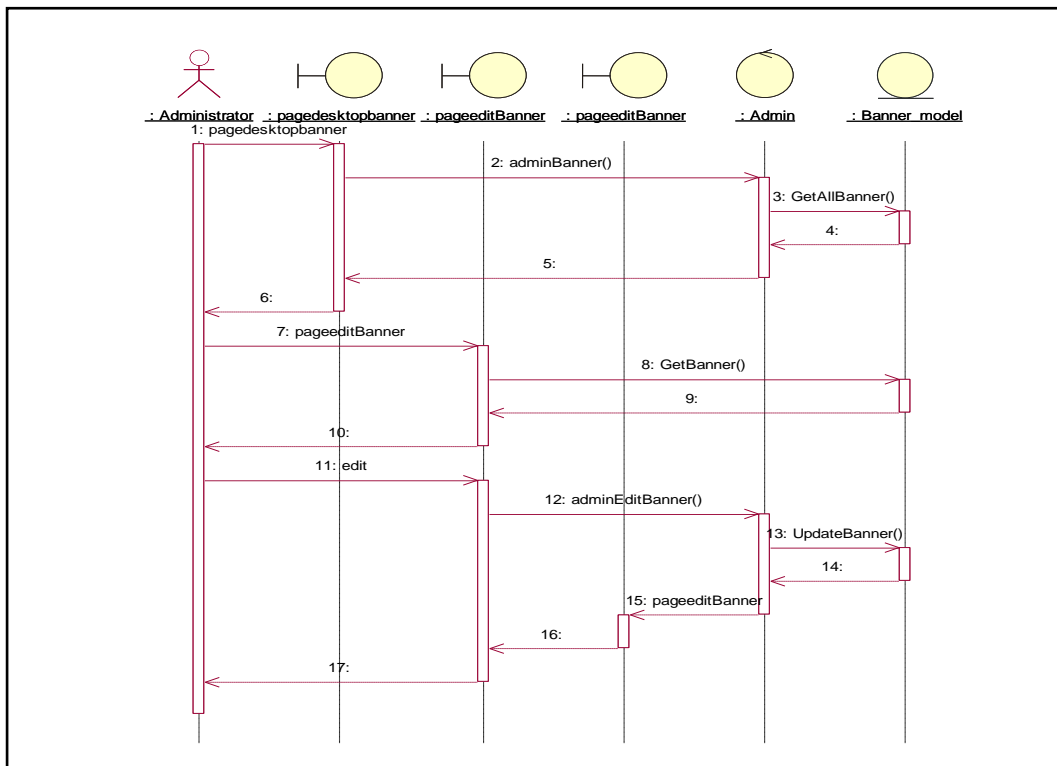 : Administrator
: pagedesktopbanner
: pageeditBanner
: pageeditBanner
: Admin
: Banner_model
1: pagedesktopbanner
2: adminBanner()
3: GetAllBanner()
4:
5:
6:
7: pageeditBanner
8: GetBanner()
9:
10:
11: edit
12: adminEditBanner()
13: UpdateBanner()
14:
15: pageeditBanner
16:
17: